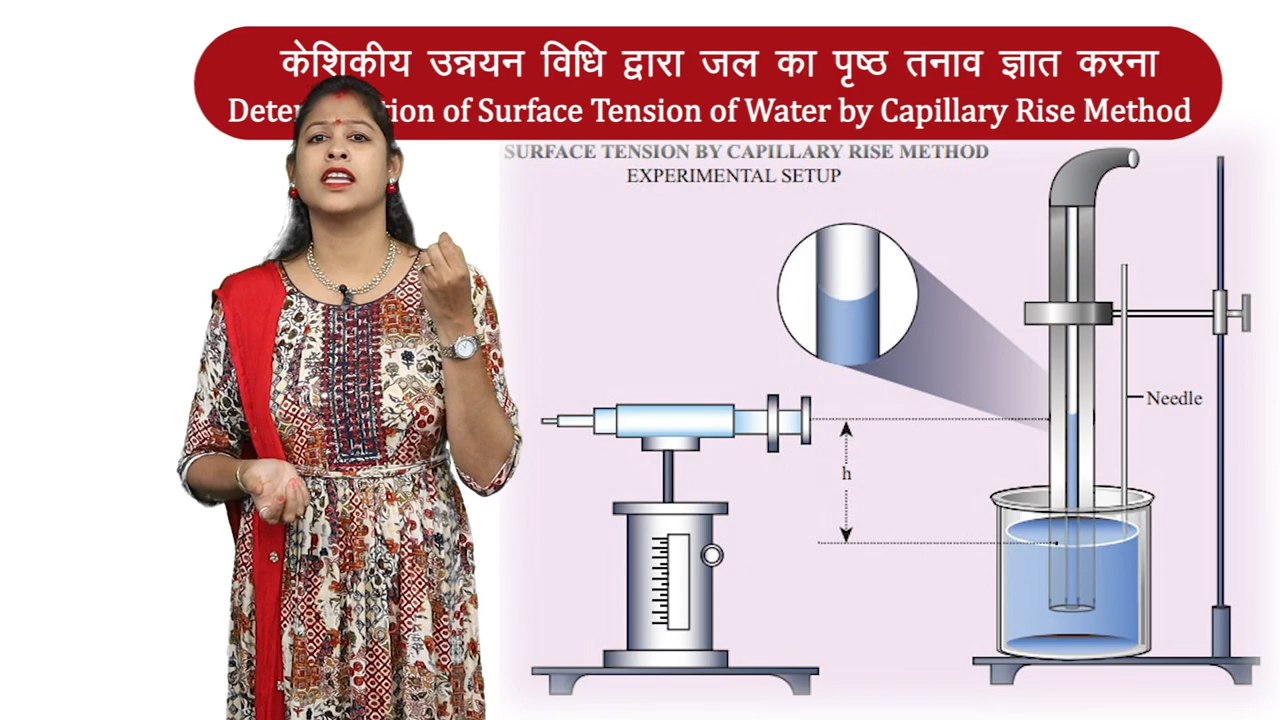 केशिकीय उन्नयन विधि द्वारा जल का पृष्ठ तनाव ज्ञात करना
of Surface Tension of Water by Capillary Rise Method
SURFACE TENSION BY CAPILLARY RISE METHOD
EXPERIMENTAL SETUP
Needle
h